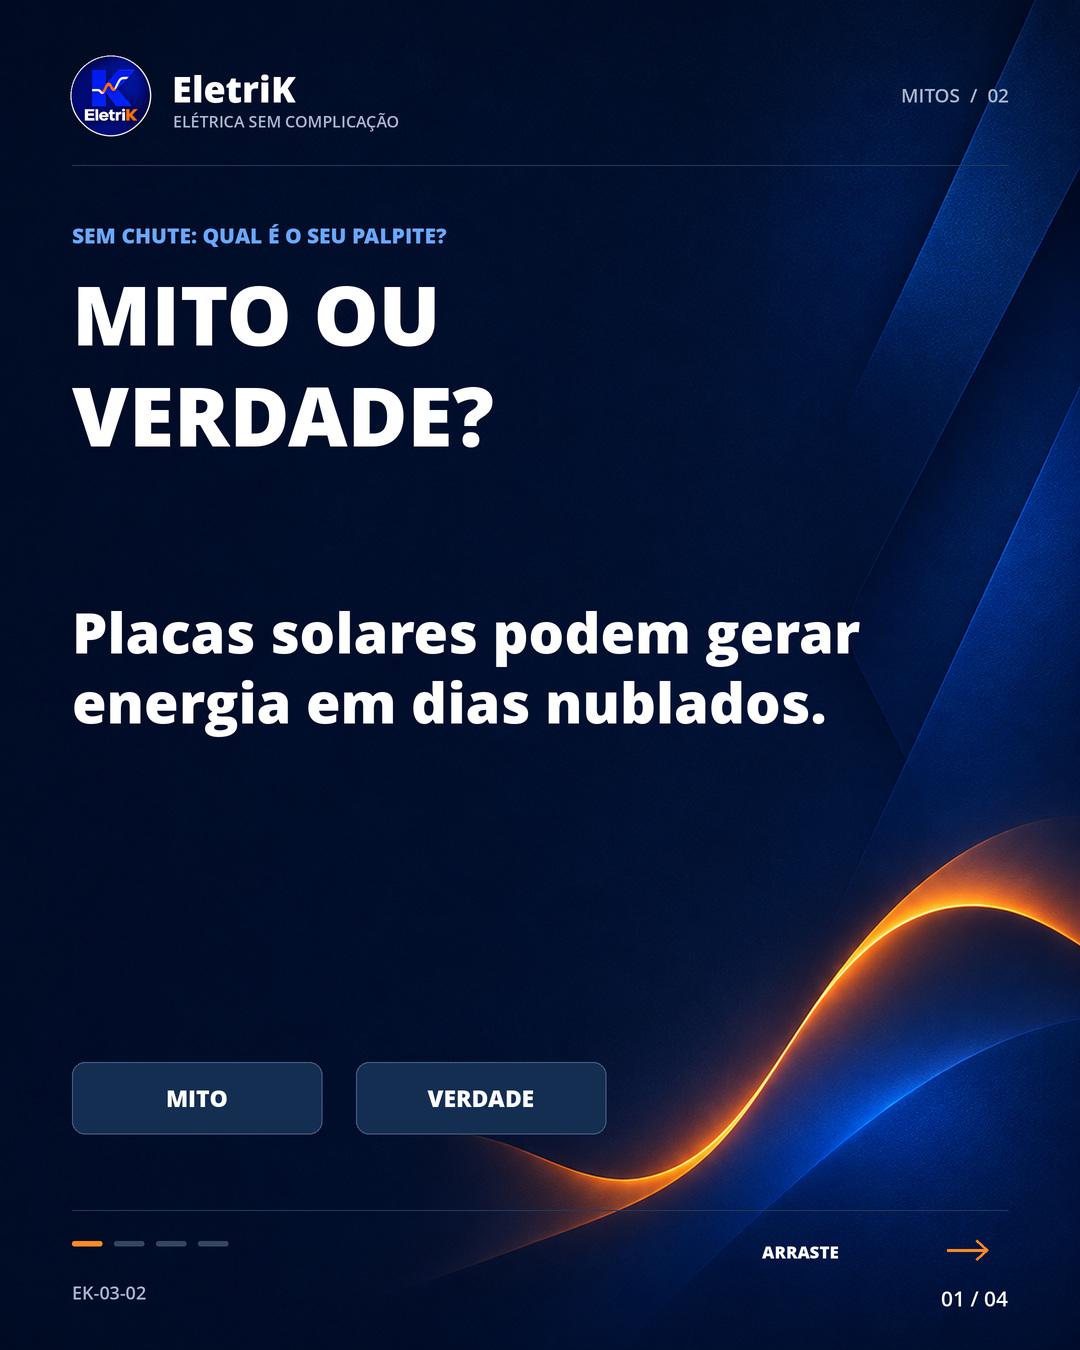 EletriK
EletriK
ELÉTRICA SEM COMPLICAÇÃO
MITOS / 02
SEM CHUTE: QUAL É O SEU PALPITE?
MITO OU
VERDADE?
Placas solares podem gerar
energia em dias nublados.
MITO
VERDADE
ARRASTE
EK-03-02
01 / 04